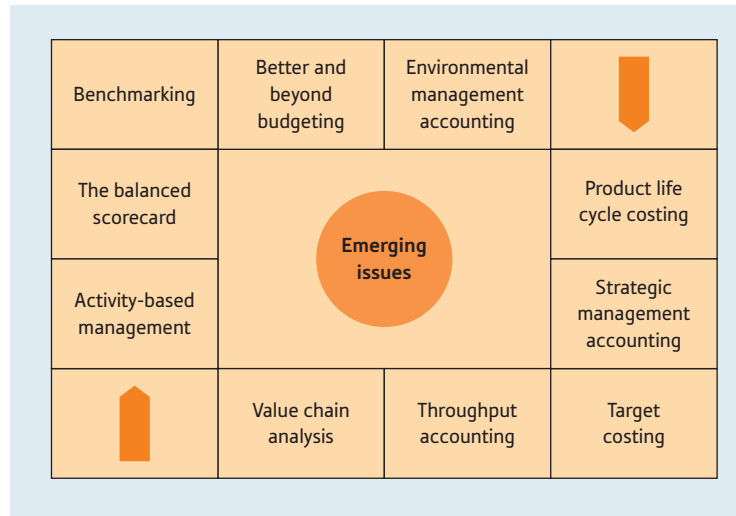 Benchmarking
Better and
beyond
budgeting
Environmental
management
accounting
The balanced
scorecard
Product life
cycle costing
Emerging
issues
Activity-based
management
Strategic
management
accounting
Value chain
analysis
Throughput
accounting
Target
costing